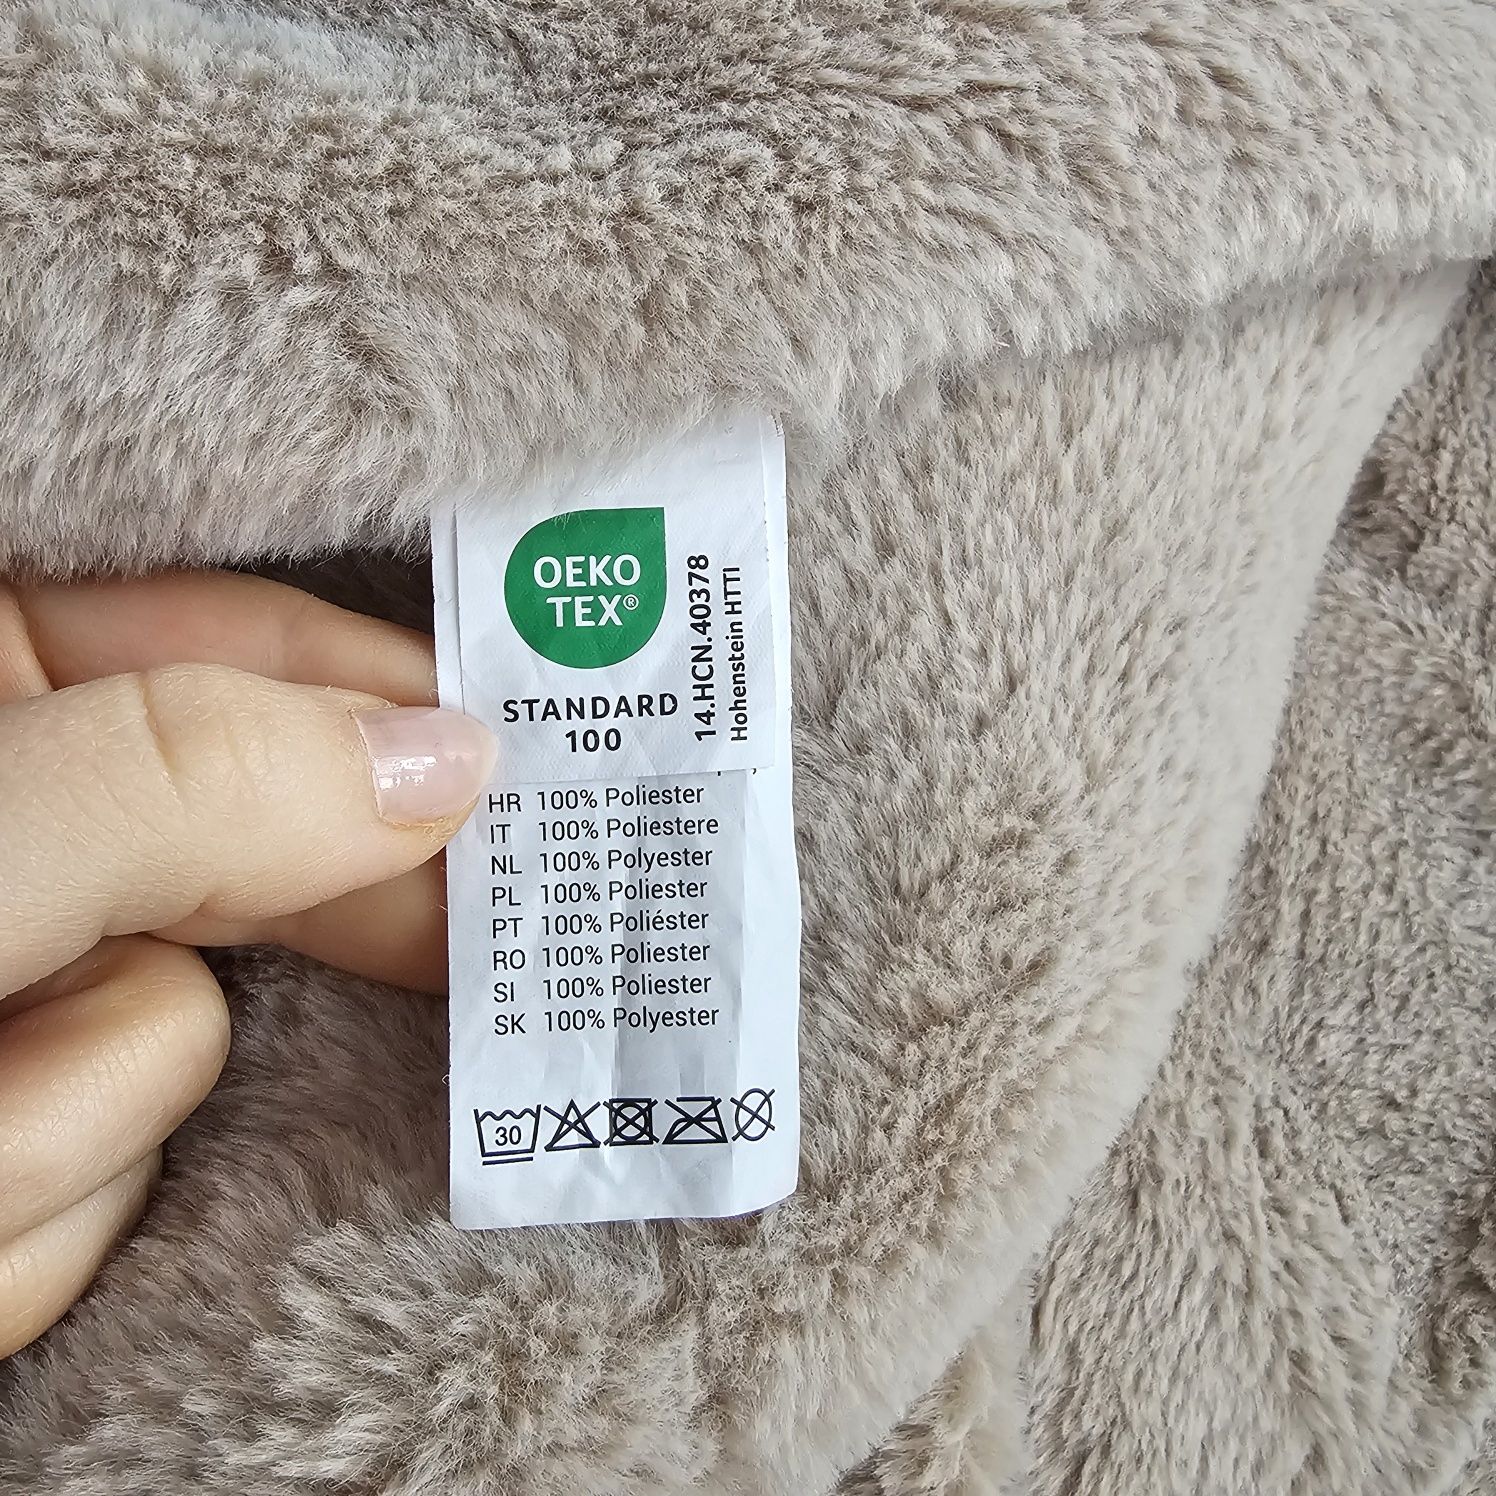 OEKO
TEX®
STANDARD
100
14.HCN.40378
Hohenstein HTTI
HR 100% Poliester
IT 100% Poliestere
NL 100% Polyester
PL 100% Poliester
PT 100% Poliéster
RO 100% Poliester
SI 100% Poliester
SK 100% Polyester
30